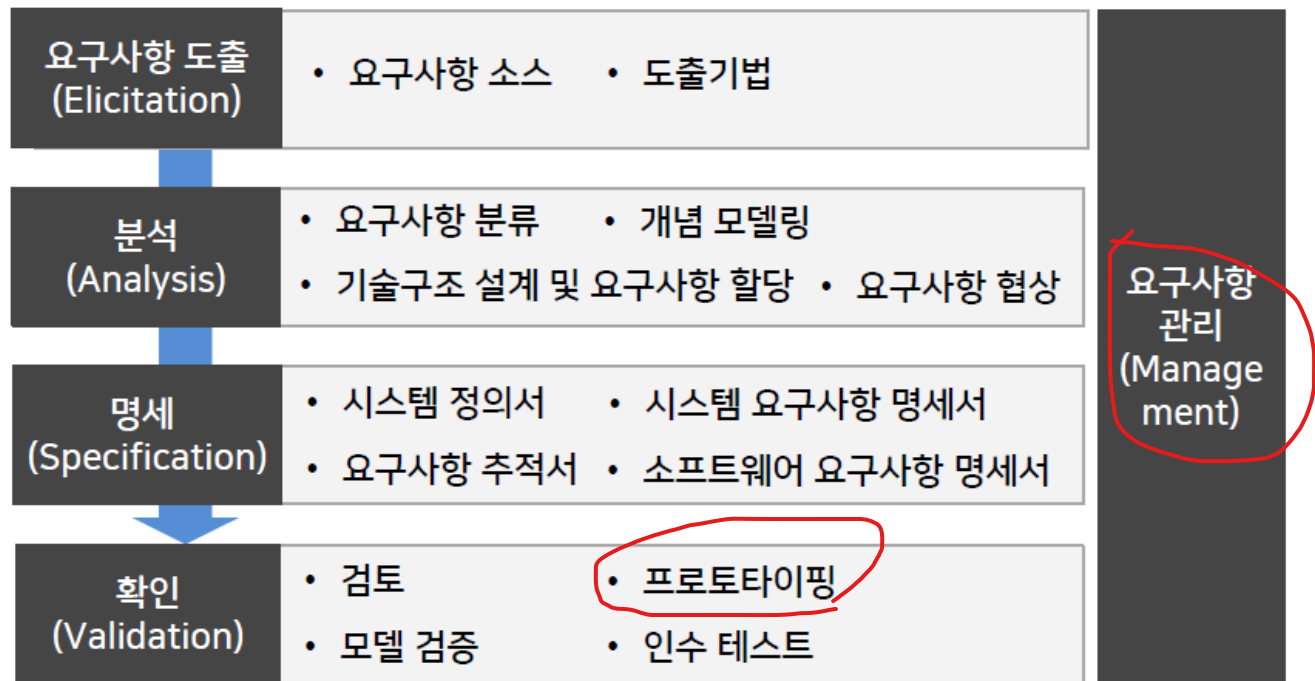 요구사항 도출
(Elicitation)
• 요구사항 소스 • 도출기법
분석
(Analysis)
• 요구사항 분류 • 개념 모델링
• 기술구조 설계 및 요구사항 할당 • 요구사항 협상
명세
(Specification)
• 시스템 정의서 • 시스템 요구사항 명세서
• 요구사항 추적서 • 소프트웨어 요구사항 명세서
확인
(Validation)
• 검토 • 프로토타이핑
• 모델 검증 • 인수 테스트
요구사항
관리
(Manage
ment)